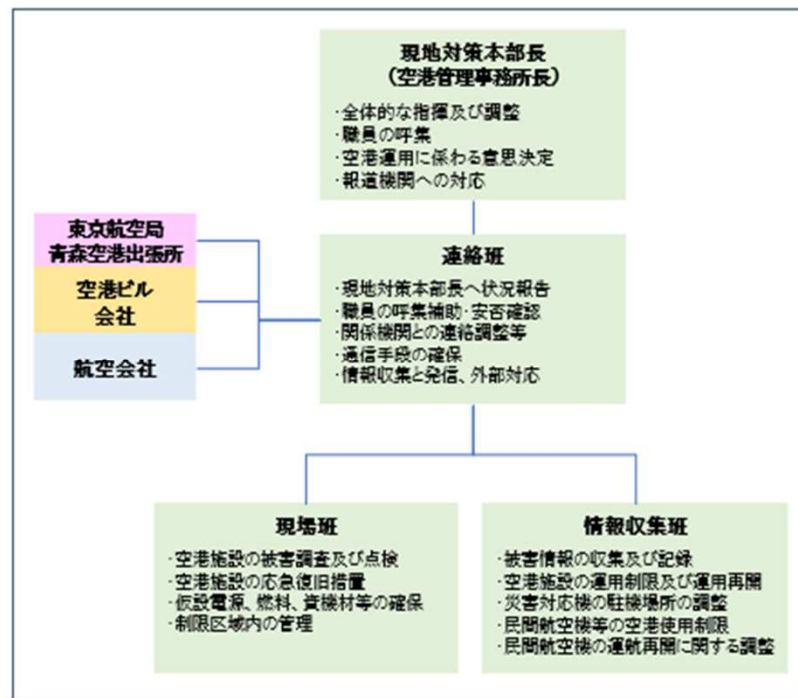 現地対策本部長
（空港管理事務所長）
・全体的な指揮及び調整
・職員の呼集
・空港運用に係わる意思決定
・報道機関への対応
東京航空局
青森空港出張所
空港ビル
会社
航空会社
連絡班
・現地対策本部長へ状況報告
・職員の呼集補助・安否確認
・関係機関との連絡調整等
・通信手段の確保
・情報収集と発信、外部対応
現場班
・空港施設の被害調査及び点検
・空港施設の応急復旧措置
・仮設電源、燃料、資機材等の確保
・制限区域内の管理
情報収集班
・被害情報の収集及び記録
・空港施設の運用制限及び運用再開
・災害対応機の駐機場所の調整
・民間航空機等の空港使用制限
・民間航空機の運航再開に関する調整